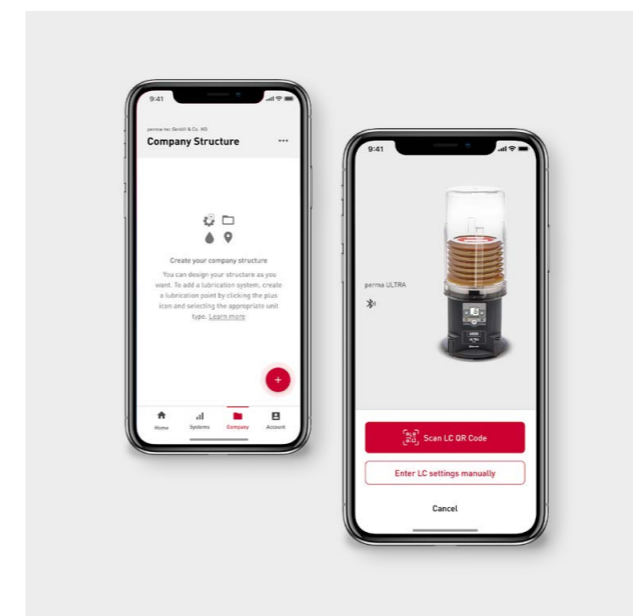 9:41
perma-tec GmbH & Co. KG
Company Structure
Create your company structure
You can design your structure as you
want. To add a lubrication system, create
a lubrication point by clicking the plus
icon and selecting the appropriate unit
type. Learn more
Home
Systems
Company
Account
9:41
perma ULTRA
Scan LC QR Code
Enter LC settings manually
Cancel